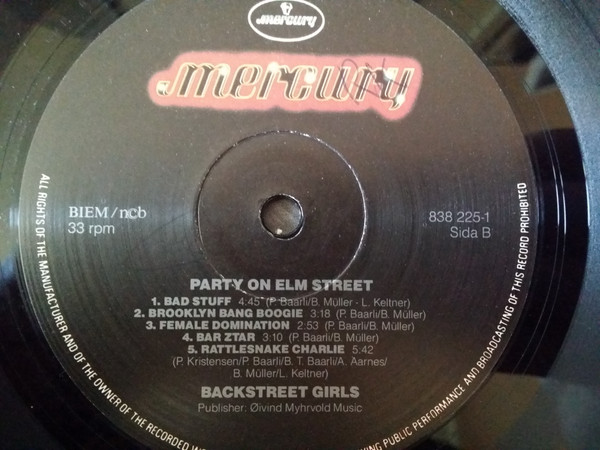 mercury
mercury
BIEM/ncb
33 rpm
838 225-1
Sida B
PARTY ON ELM STREET
1. BAD STUFF 4:45 (P. Baarli/B. Müller - L. Keltner)
2. BROOKLYN BANG BOOGIE 3:18 (P. Baarli/B. Müller)
3. FEMALE DOMINATION 2:53 (P. Baarli/B. Müller)
4. BAR ZTAR 3:10 (P. Baarli/B. Müller)
5. RATTLESNAKE CHARLIE 5.42
(P. Kristensen/P. Baarli/B. T. Baarli/A. Aarnes/
B. Müller/L. Keltner)
BACKSTREET GIRLS
Publisher: Øivind Myhrvold Music
ALL RIGHTS OF THE MANUFACTURER AND OF THE OWNER OF THE RECORDED
PUBLIC PERFORMANCE AND BROADCASTING OF THIS RECORD PROHIBITED